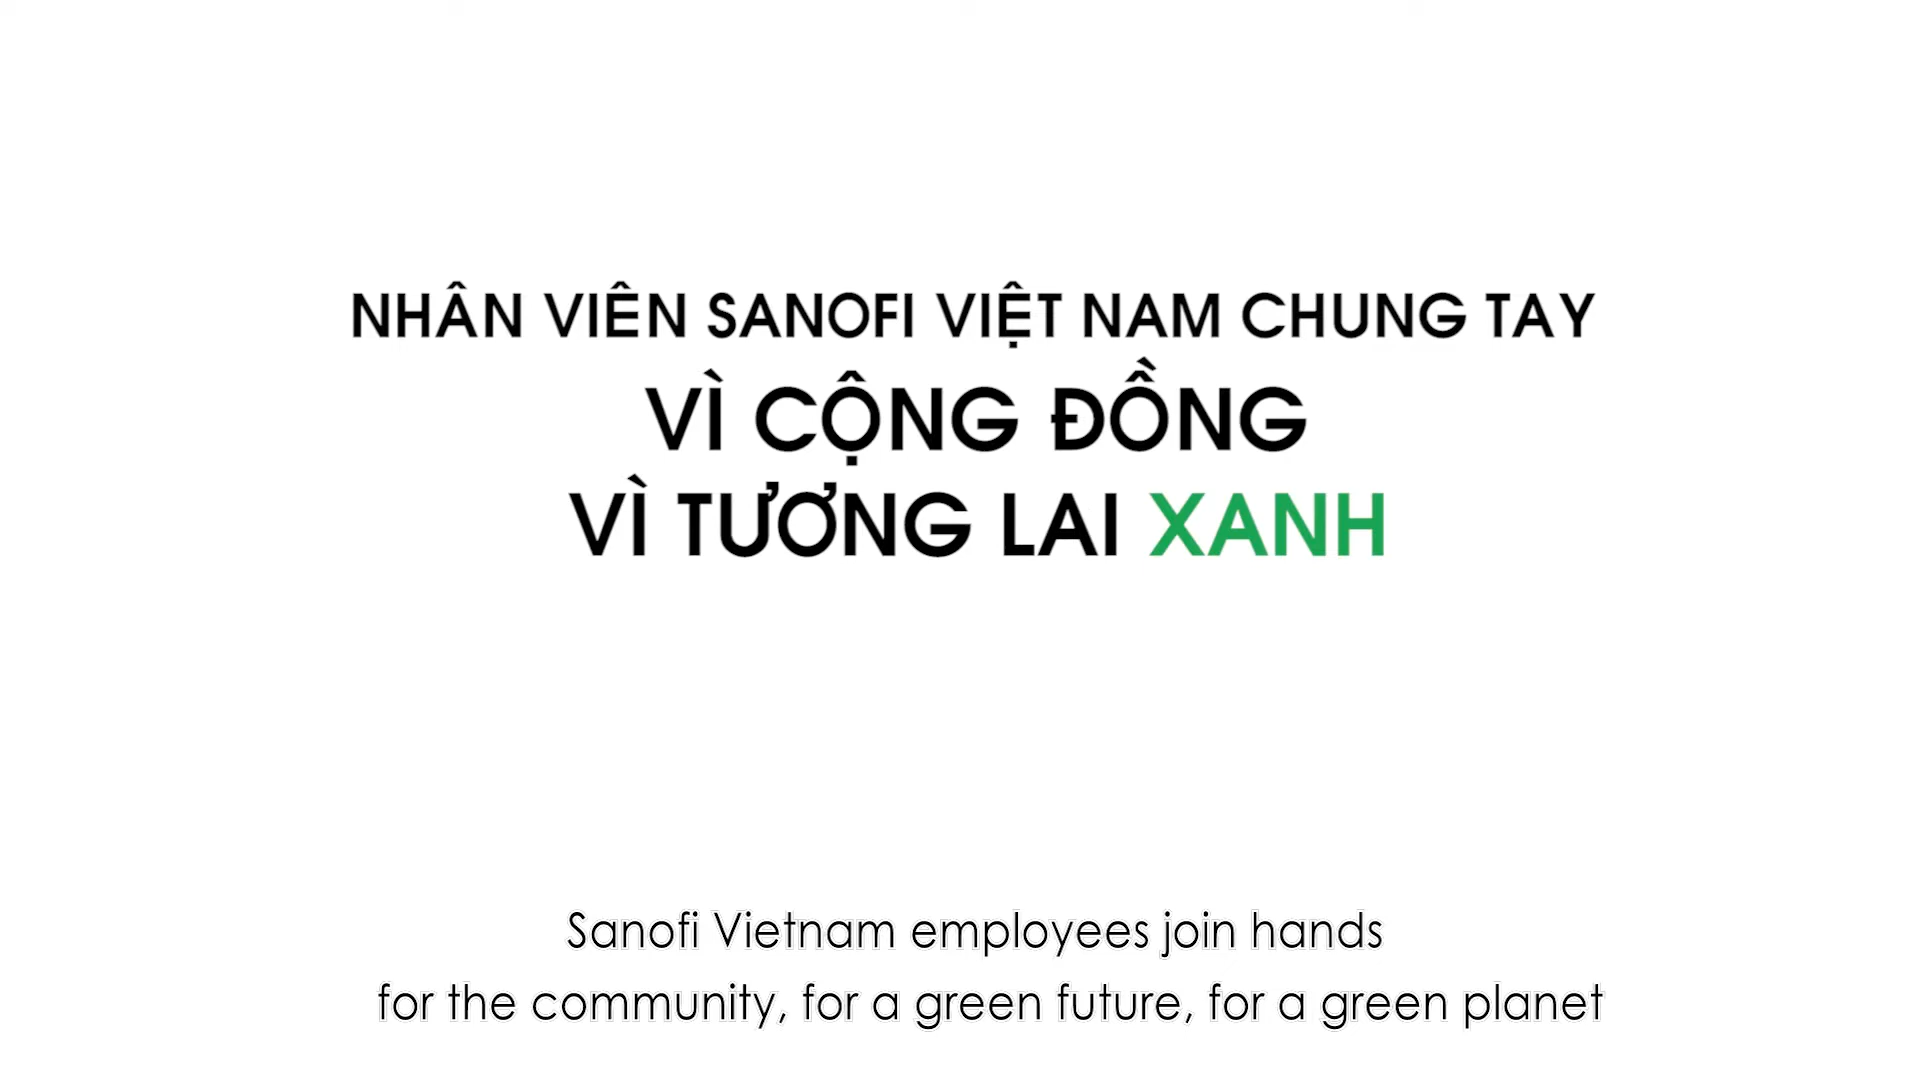 NHÂN VIÊN SANOFI VIỆT NAM CHUNG TAY
VÌ CỘNG ĐỒNG
VÌ TƯƠNG LAI XANH
Sanofi Vietnam employees join hands
for the community, for a green future, for a green planet